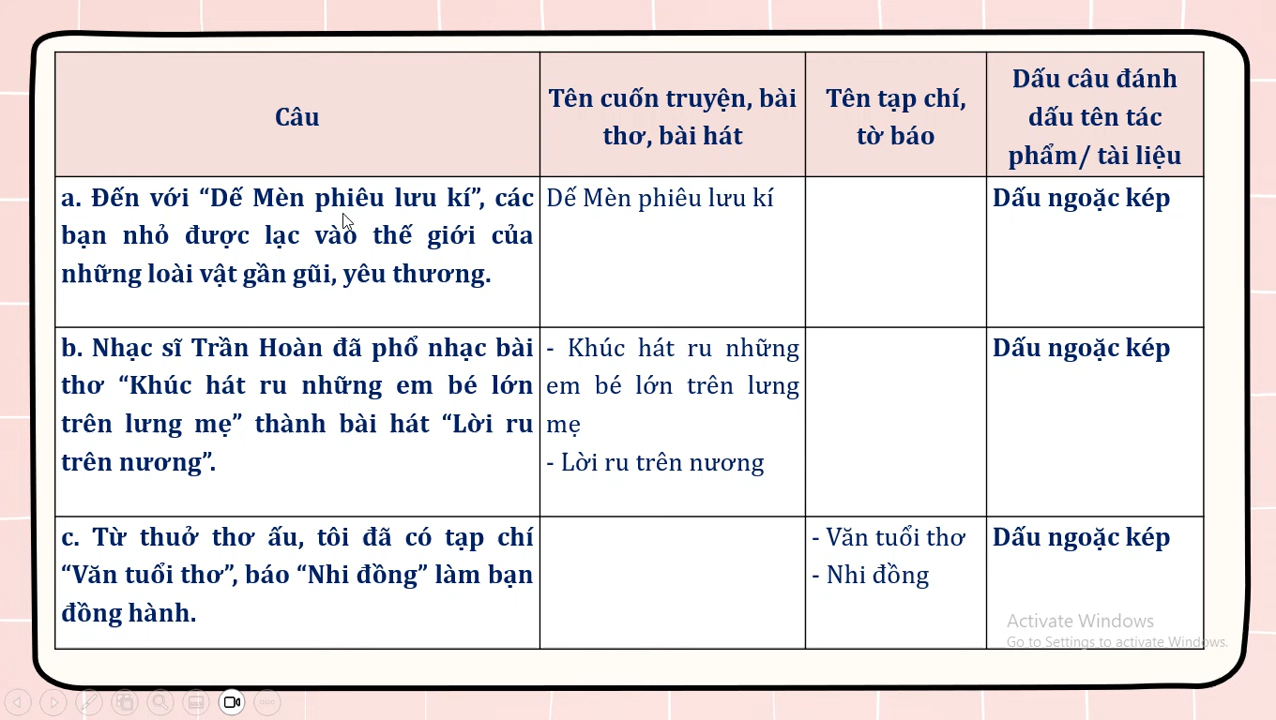 Câu
Tên cuốn truyện, bài
thơ, bài hát
Tên tạp chí,
tờ báo
Dấu câu đánh
dấu tên tác
phẩm/ tài liệu
a. Đến với “Dế Mèn phiêu lưu kí”, các
bạn nhỏ được lạc vào thế giới của
những loài vật gần gũi, yêu thương.
Dế Mèn phiêu lưu kí
Dấu ngoặc kép
b. Nhạc sĩ Trần Hoàn đã phổ nhạc bài
thơ “Khúc hát ru những em bé lớn
trên lưng mẹ” thành bài hát “Lời ru
trên nương”.
- Khúc hát ru những
em bé lớn trên lưng
mẹ
- Lời ru trên nương
Dấu ngoặc kép
c. Từ thuở thơ ấu, tôi đã có tạp chí
“Văn tuổi thơ”, báo “Nhi đồng” làm bạn
đồng hành.
- Văn tuổi thơ
- Nhi đồng
Dấu ngoặc kép
Activate Windows
Go to Settings to activate Windows.